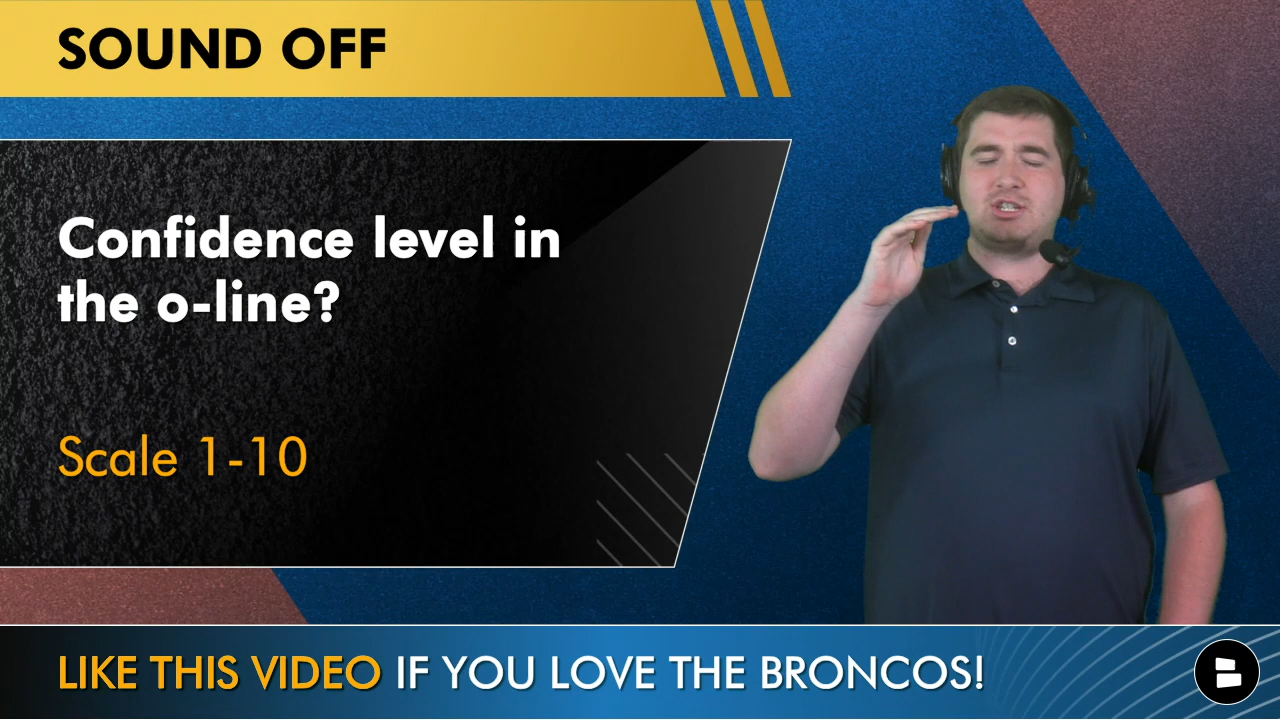 SOUND OFF
Confidence level in
the o-line?
Scale 1-10
LIKE THIS VIDEO IF YOU LOVE THE BRONCOS!